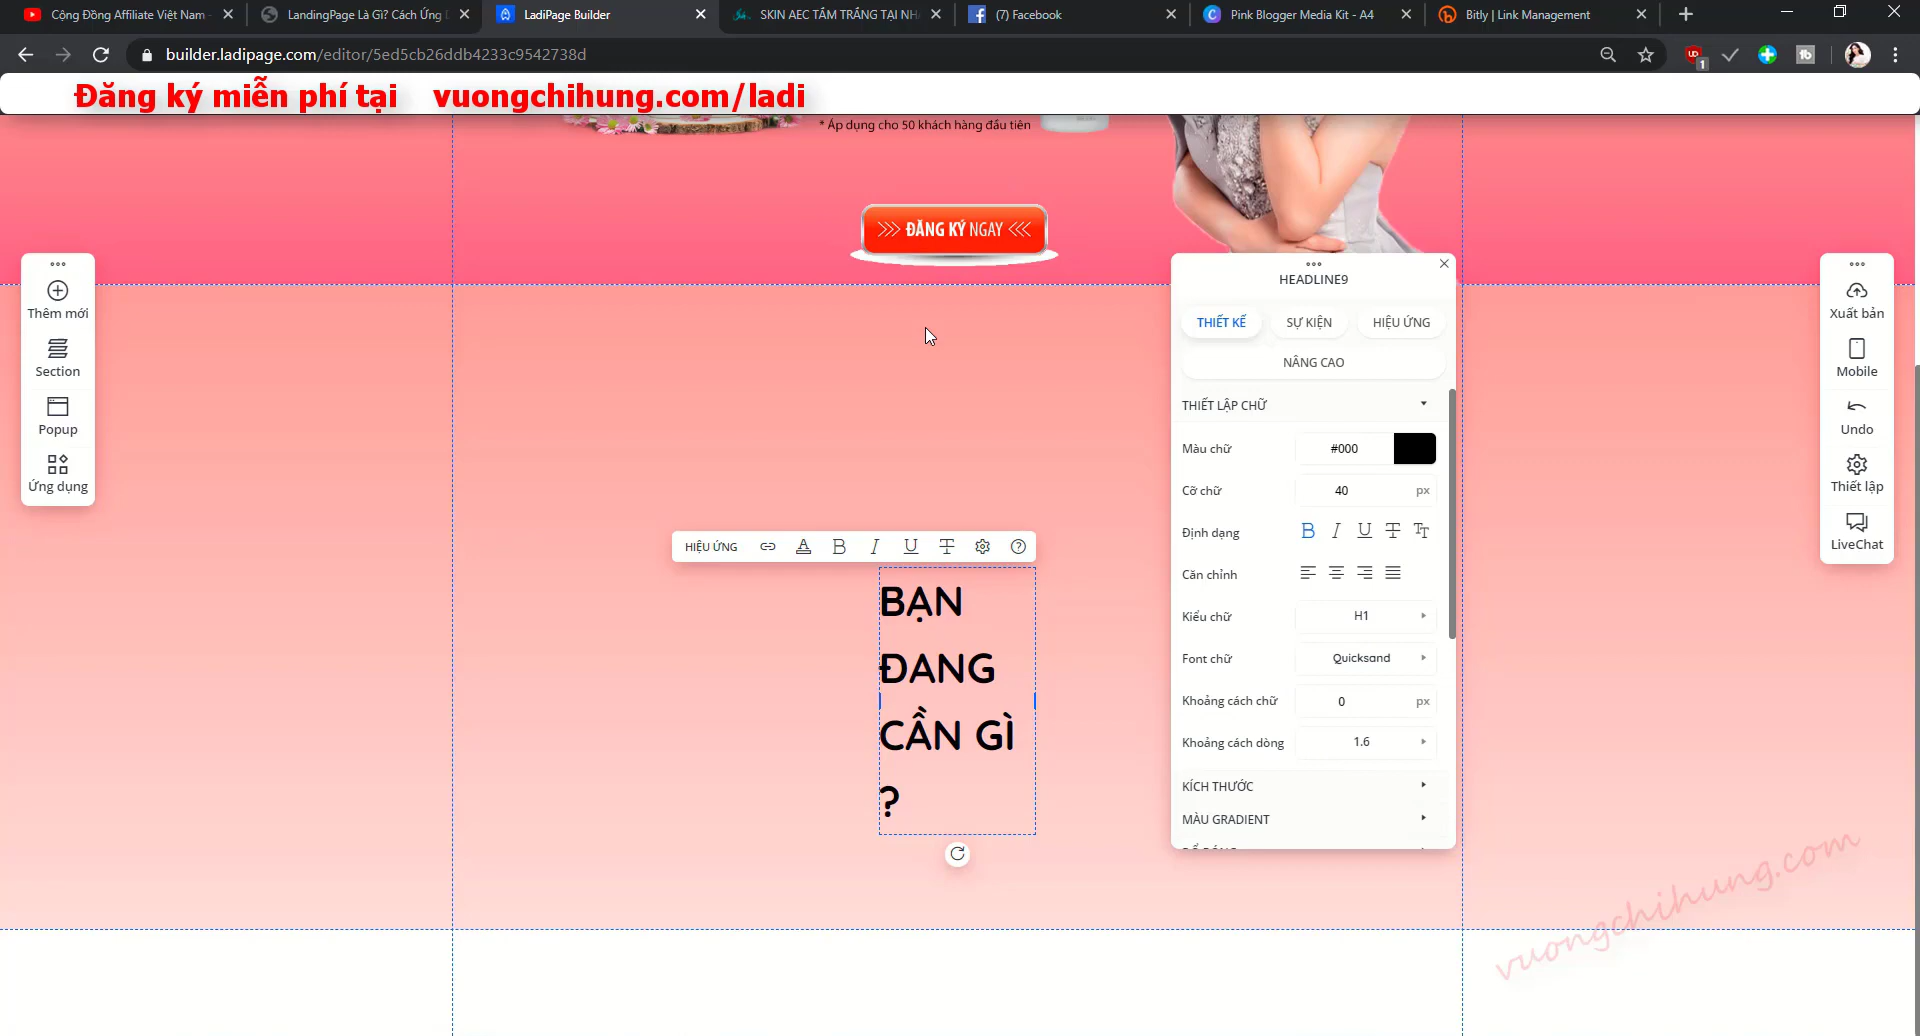 Cộng Đồng Affiliate Việt Nam -
LandingPage Là Gì? Cách Ứng
LadiPage Builder
SKIN AEC TẮM TRẮNG TẠI NH
(7) Facebook
Pink Blogger Media Kit - A4
Bitly | Link Management
builder.ladipage.com/editor/5ed5cb26ddb4233c9542738d
1
Đăng ký miễn phí tại vuongchihung.com/ladi
* Áp dụng cho 50 khách hàng đầu tiên
>>> ĐĂNG KÝ NGAY <<<
Thêm mới
Section
Popup
Ứng dụng
HIỆU ỨNG
BẠN
ĐANG
CẦN GÌ
?
HEADLINE9
THIẾT KẾ
SỰ KIỆN
HIỆU ỨNG
NÂNG CAO
THIẾT LẬP CHỮ
Màu chữ #000
Cỡ chữ 40 px
Định dạng
Căn chỉnh
Kiểu chữ H1
Font chữ Quicksand
Khoảng cách chữ 0 px
Khoảng cách dòng 1.6
KÍCH THƯỚC
MÀU GRADIENT
Xuất bản
Mobile
Undo
Thiết lập
LiveChat
vuongchihung.com